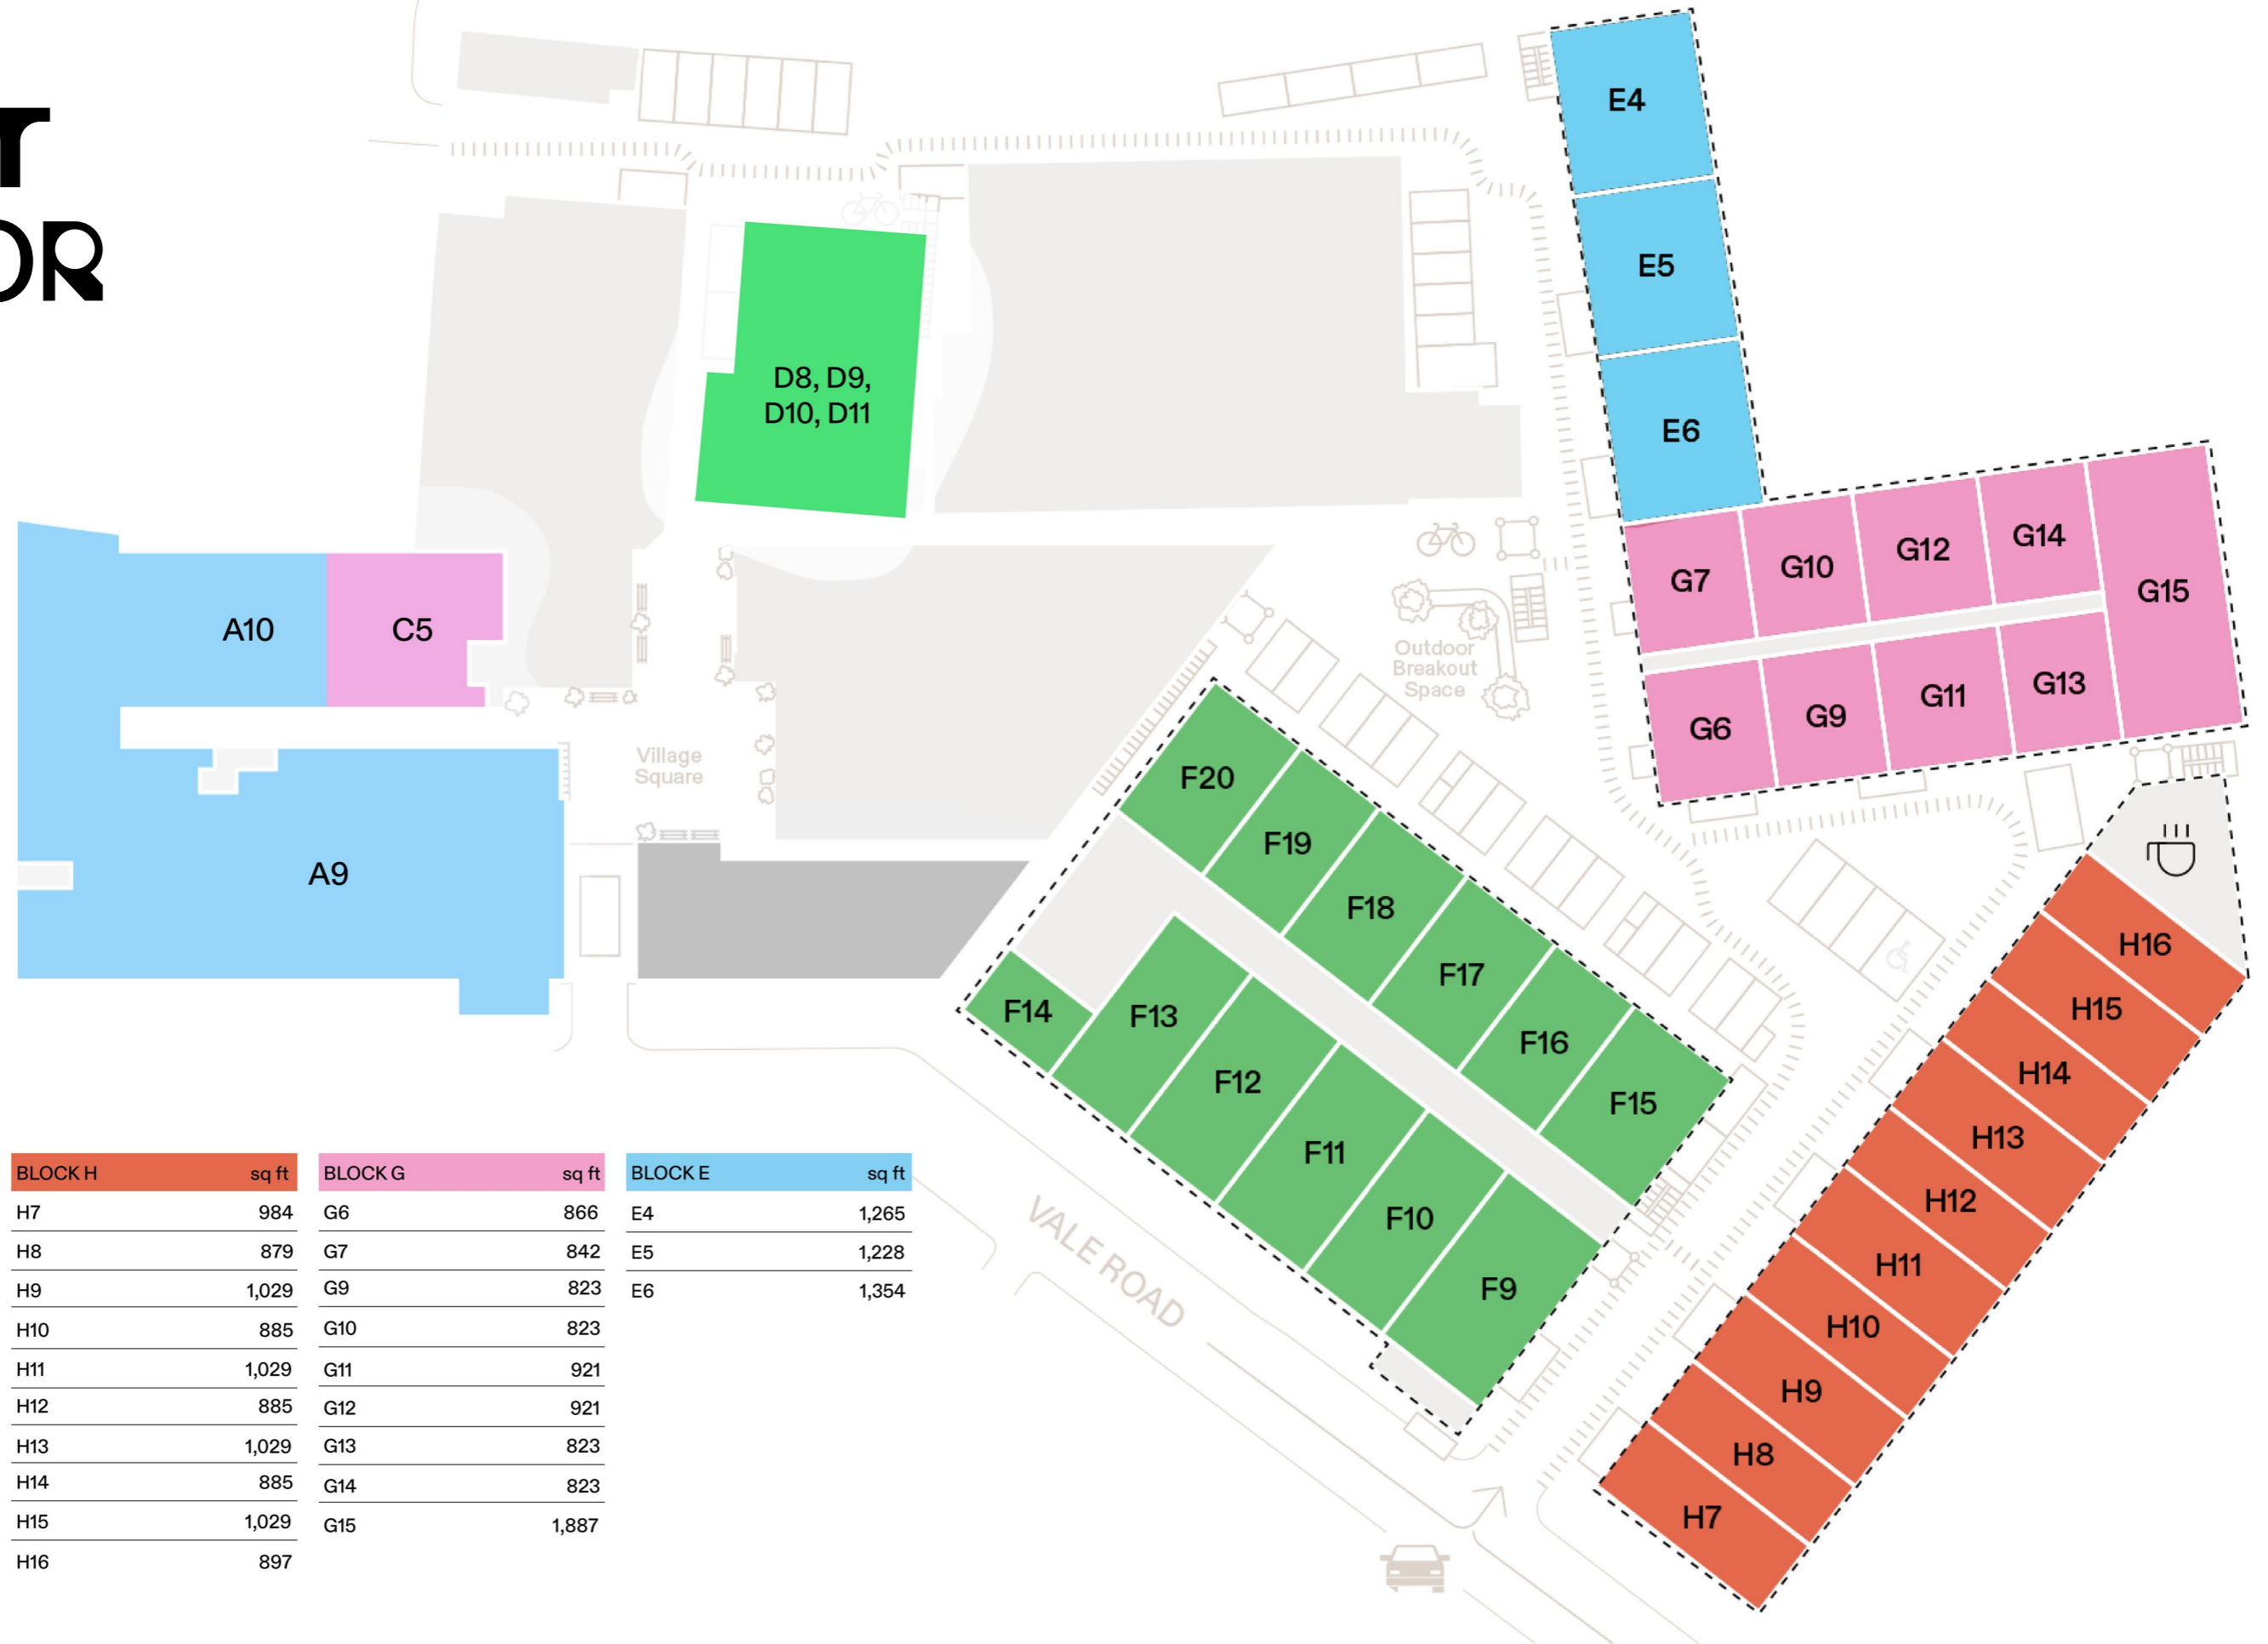 T
OR
E4
E5
E6
D8, D9,
D10, D11
G7
G10
G12
G14
G15
G6
G9
G11
G13
A10
C5
A9
Village
Square
Outdoor
Breakout
Space
F20
F19
F18
F17
F16
F15
F14
F13
F12
F11
F10
F9
H16
H15
H14
H13
H12
H11
H10
H9
H8
H7
VALE ROAD
BLOCK H sq ft
H7 984
H8 879
H9 1,029
H10 885
H11 1,029
H12 885
H13 1,029
H14 885
H15 1,029
H16 897
BLOCK G sq ft
G6 866
G7 842
G9 823
G10 823
G11 921
G12 921
G13 823
G14 823
G15 1,887
BLOCK E sq ft
E4 1,265
E5 1,228
E6 1,354